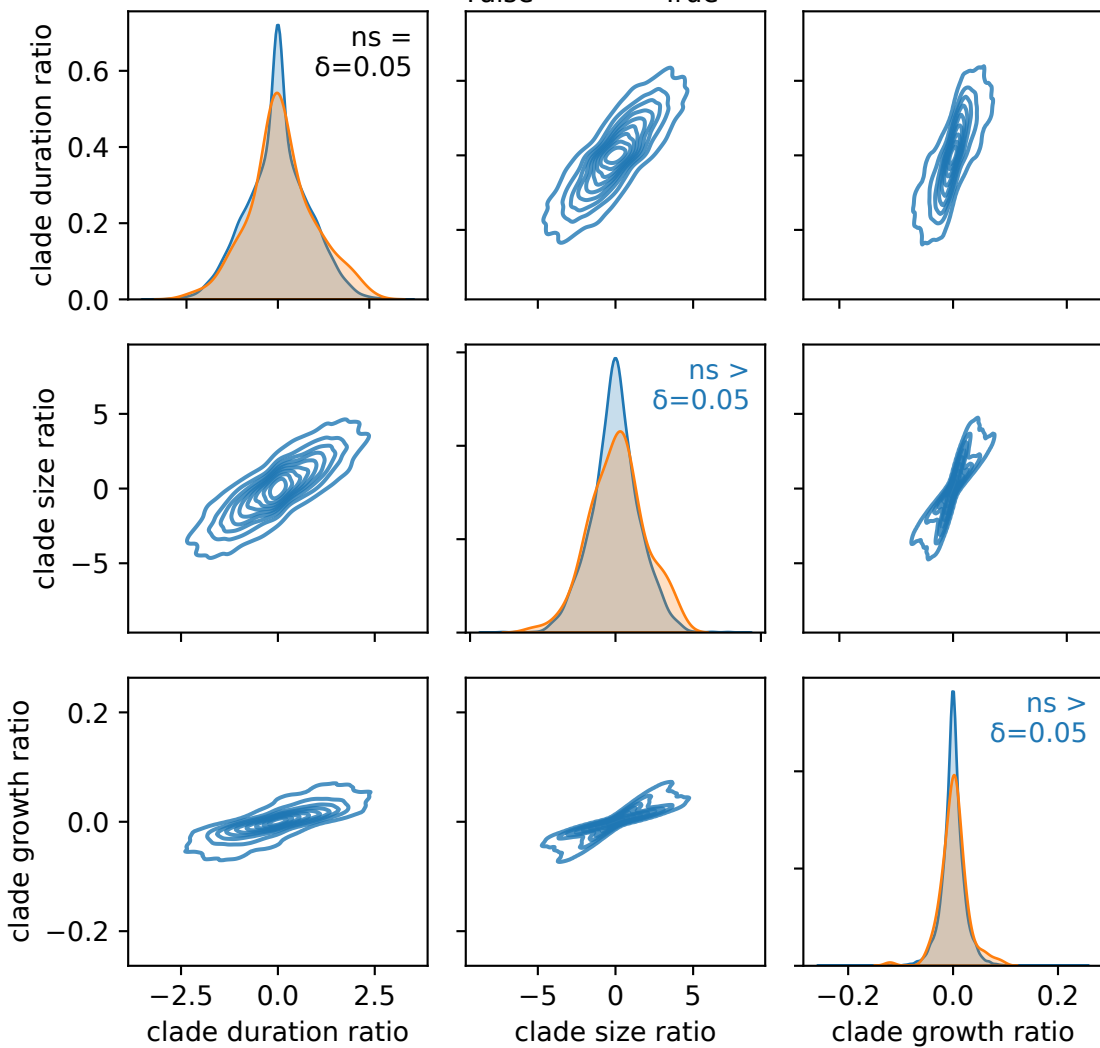 clade duration ratio
0.6
0.4
0.2
0.0
ns =
δ=0.05
clade size ratio
5
0
−5
ns >
δ=0.05
clade growth ratio
0.2
0.0
−0.2
ns >
δ=0.05
−2.5 0.0 2.5
−5 0 5
−0.2 0.0 0.2
clade duration ratio
clade size ratio
clade growth ratio